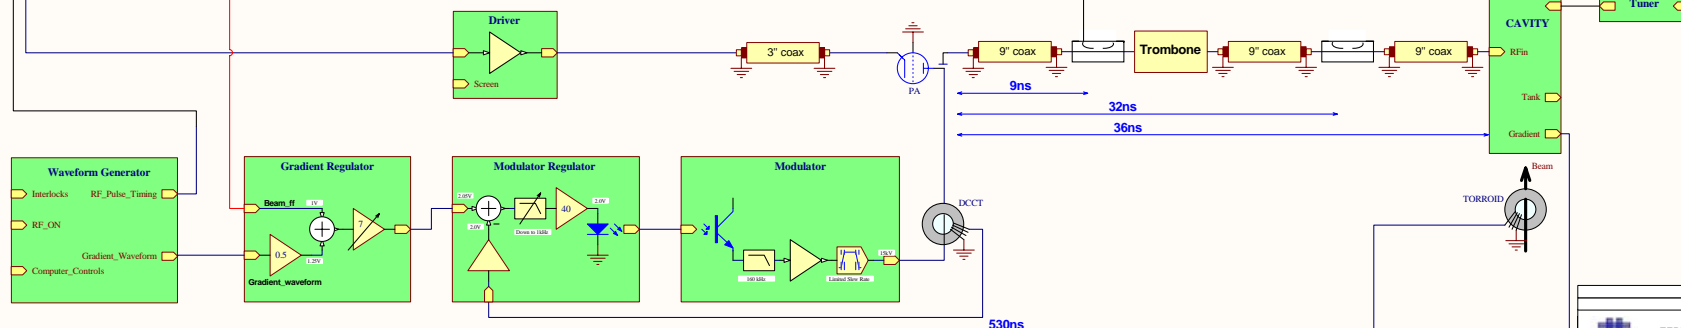 Driver
Screen
3" coax
PA
9" coax
Trombone
9" coax
9" coax
CAVITY
RFin
Tank
Gradient
Tuner
9ns
32ns
36ns
Waveform Generator
Interlocks
RF_Pulse_Timing
RF_ON
Gradient_Waveform
Computer_Controls
Gradient Regulator
Beam_ff
1V
7
0.5
1.25V
Gradient_waveform
Modulator Regulator
2.05V
2.0V
40
2.0V
Down to 1kHz
Modulator
160 kHz
Limited Slew Rate
15kV
DCCT
530ns
TORROID
Beam